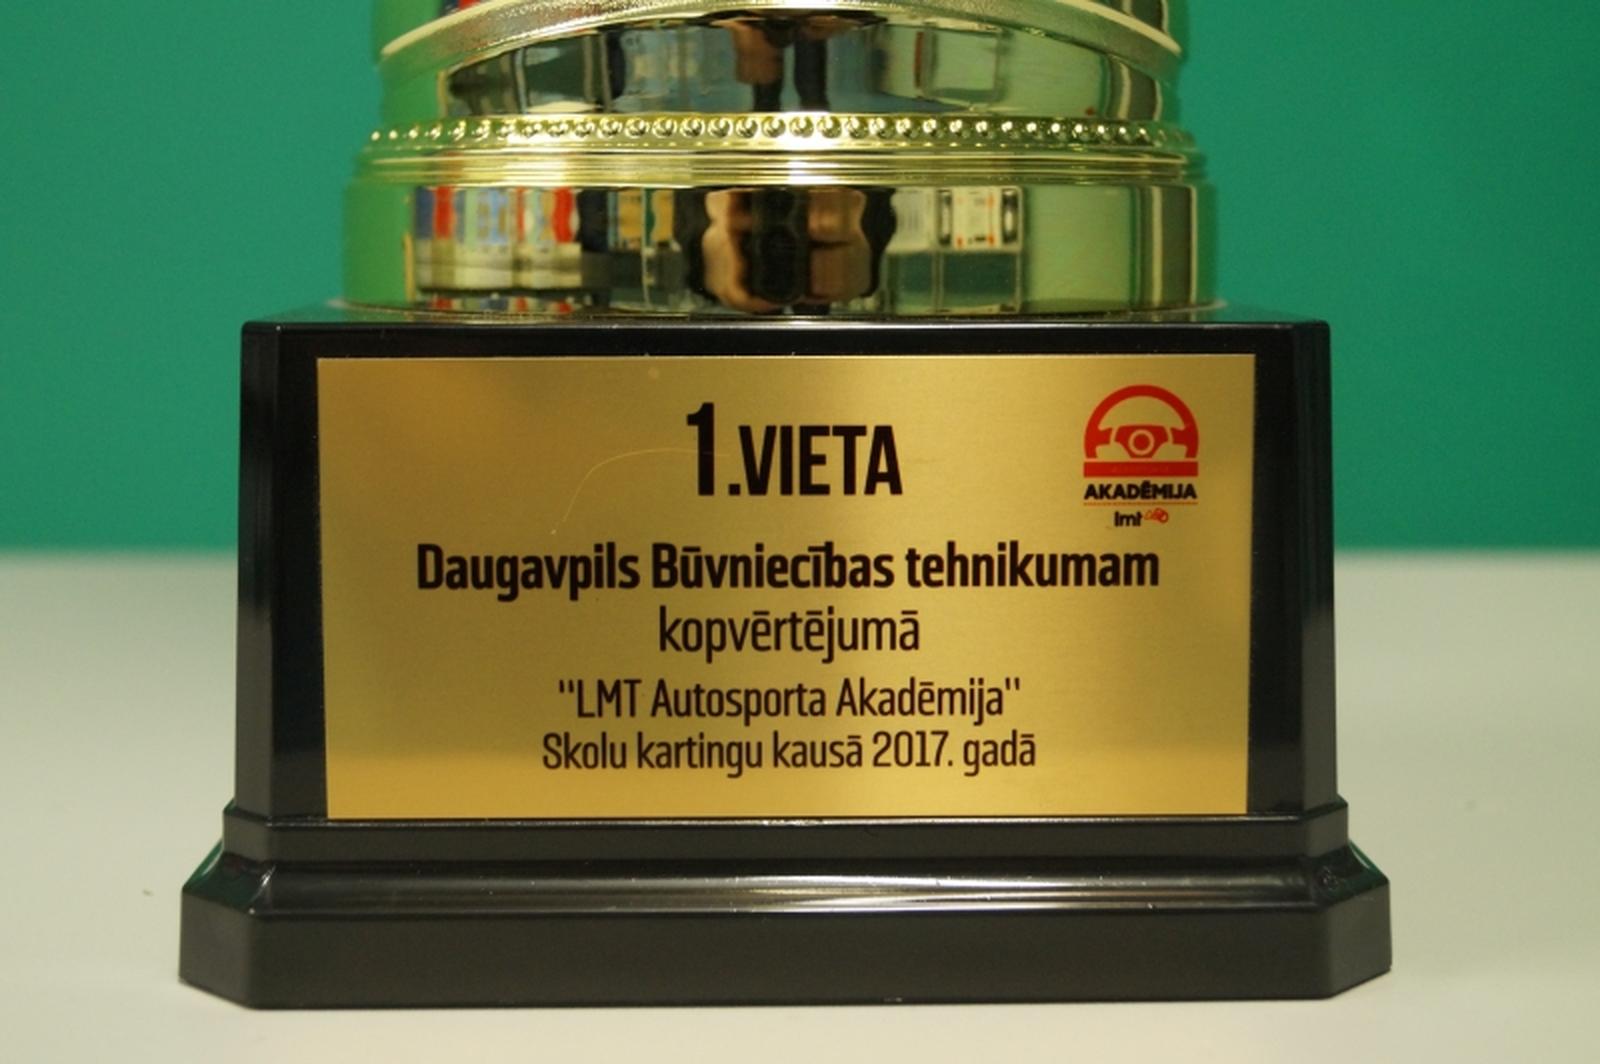 1.VIETA
AKADĒMIJA
lmt
Daugavpils Būvniecības tehnikumam
kopvērtējumā
"LMT Autosporta Akadēmija"
Skolu kartingu kausā 2017. gadā